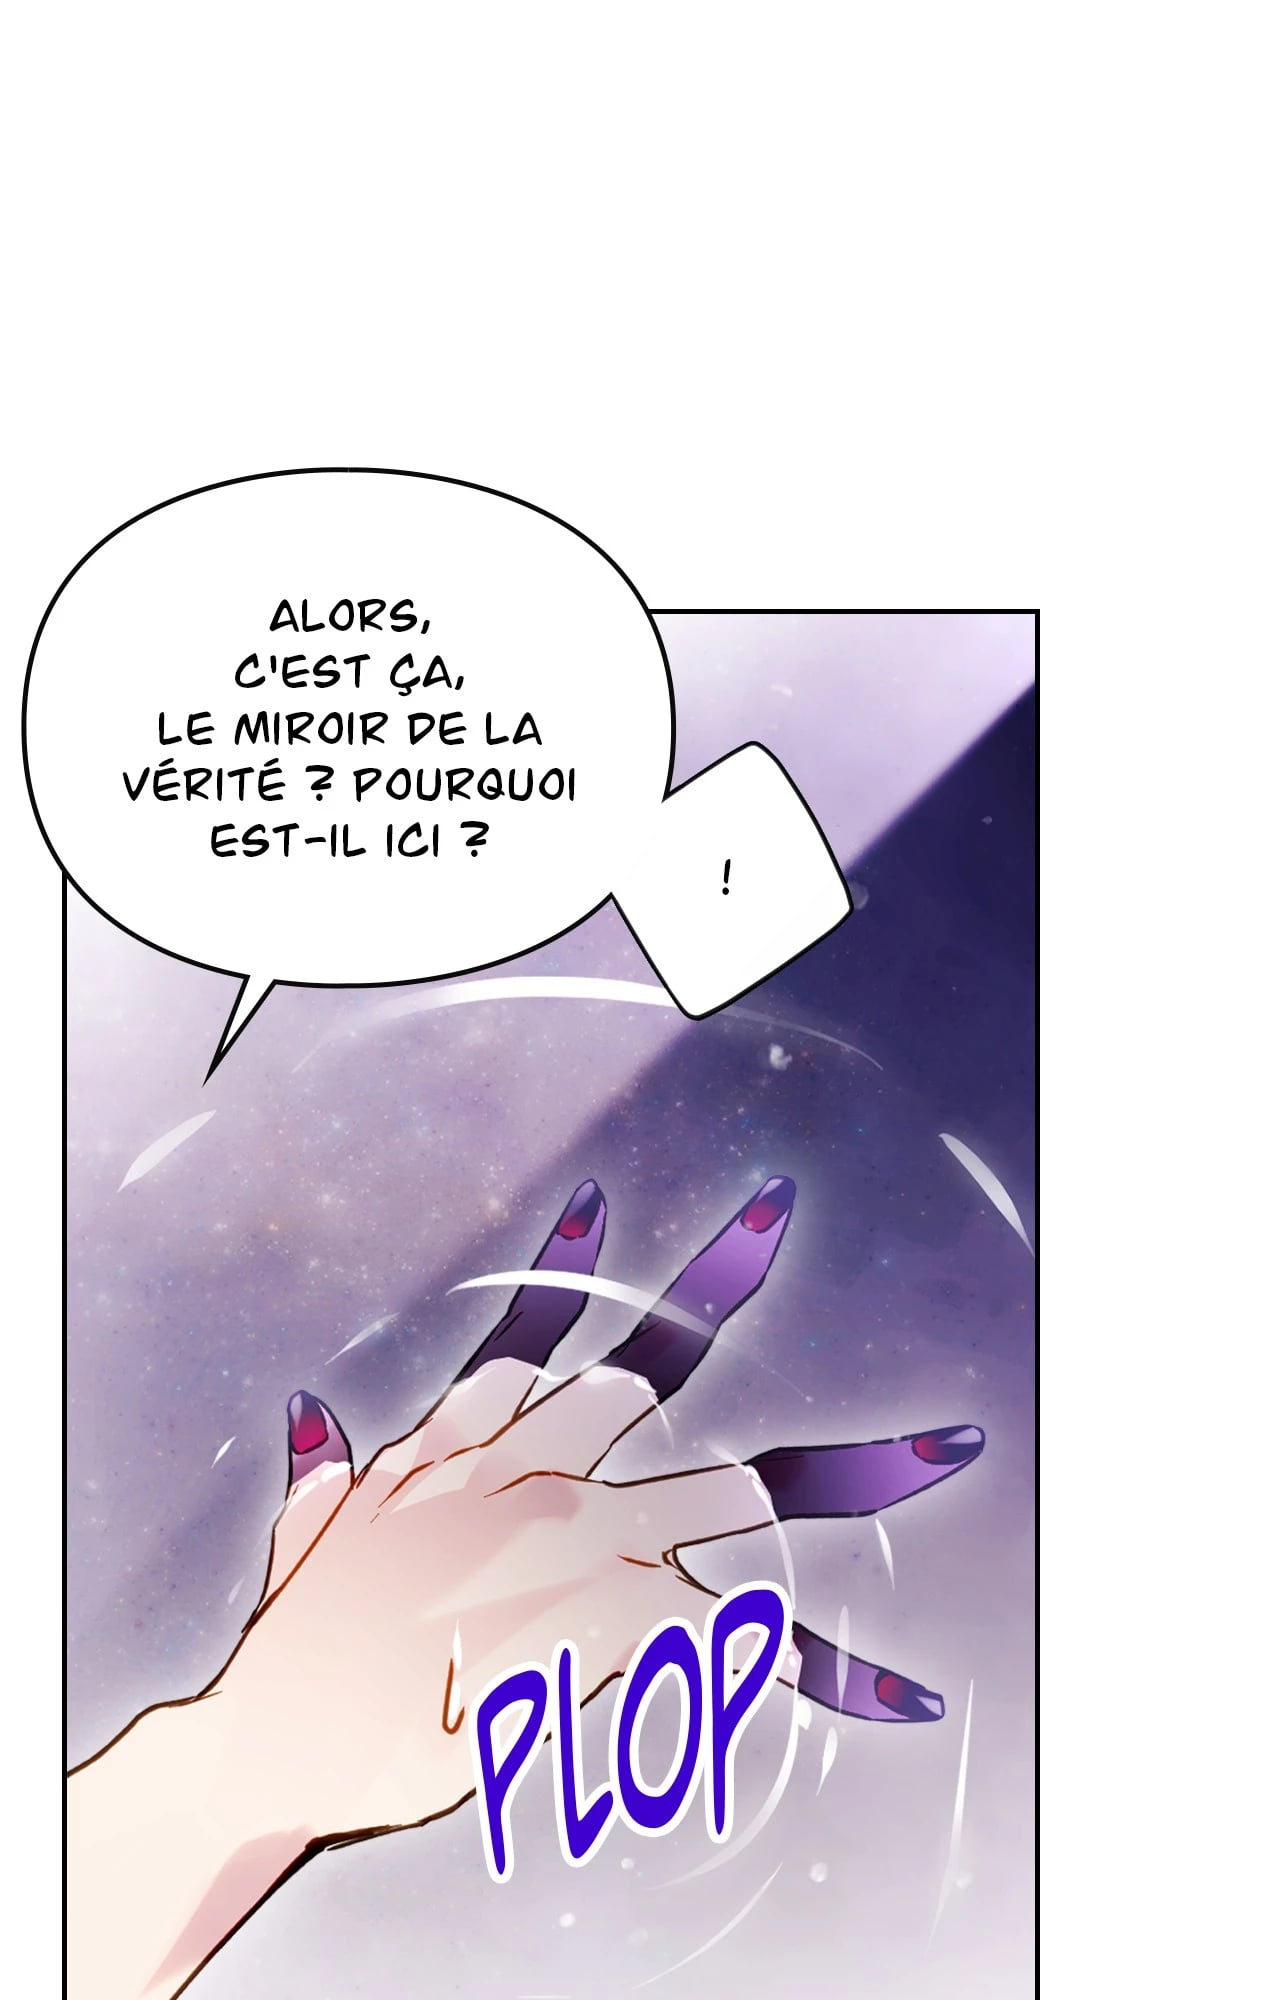 ALORS,
C'EST ÇA,
LE MIROIR DE LA
VÉRITÉ ? POURQUOI
EST-IL ICI ?
!
PLOP